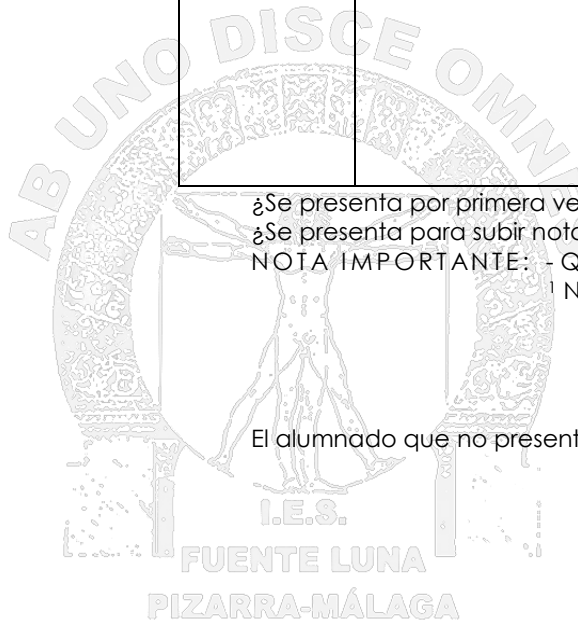 AB UNO DISCE OMNES
¿Se presenta por primera ve
¿Se presenta para subir nota
NOTA IMPORTANTE: - Q
¹ N
El alumnado que no present
I.E.S.
FUENTE LUNA
PIZARRA-MÁLAGA